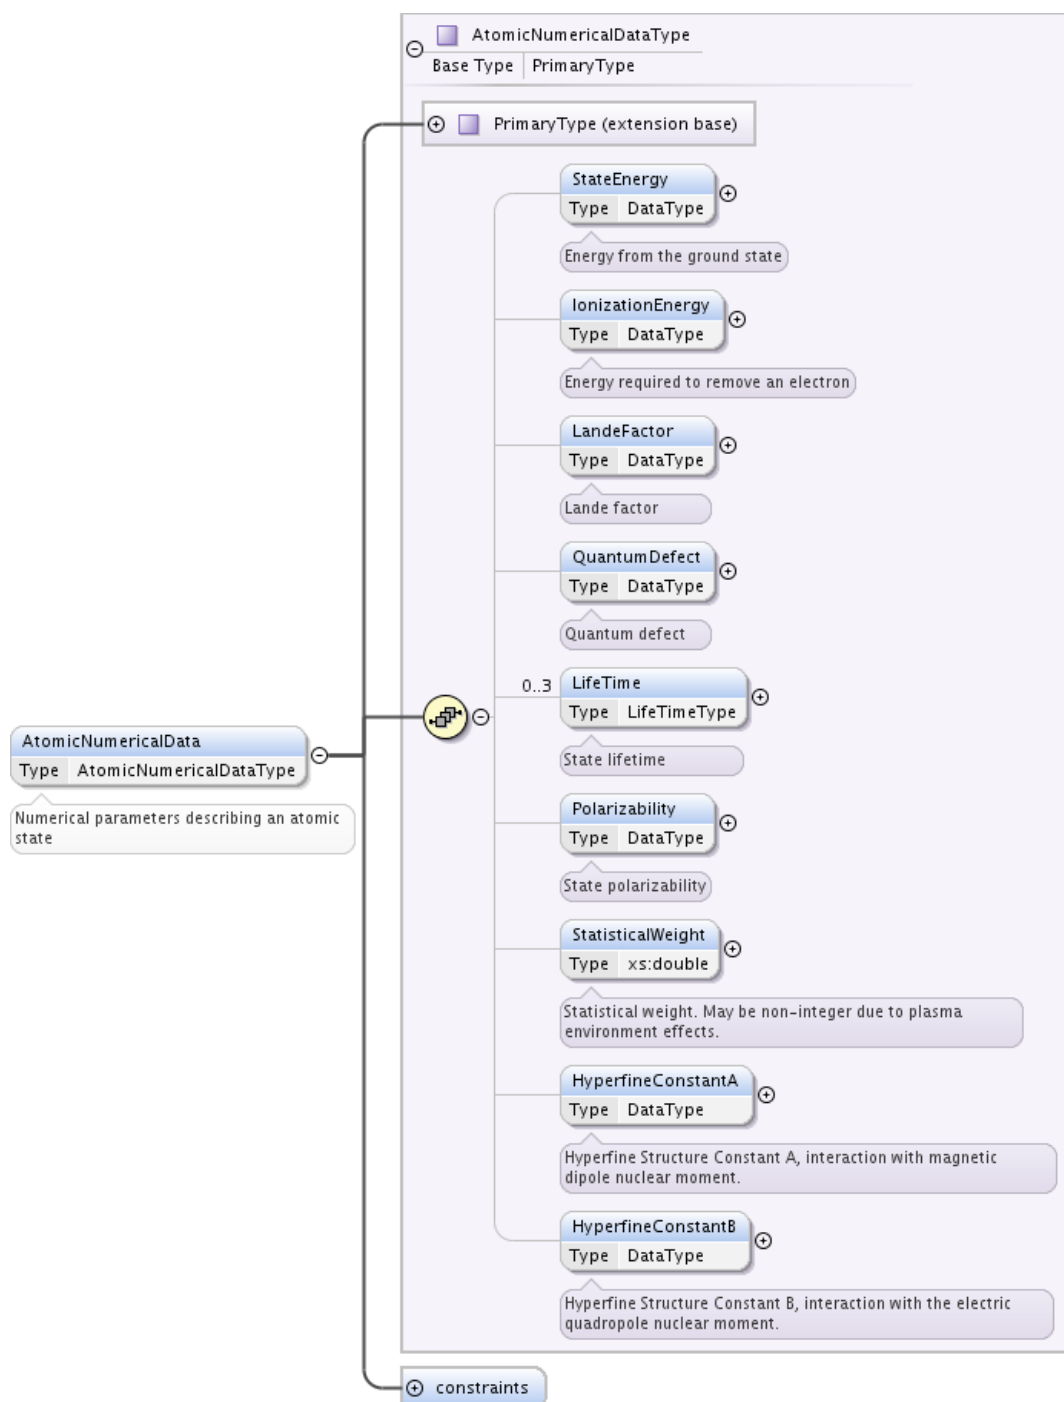 AtomicNumericalDataType
Base Type PrimaryType
PrimaryType (extension base)
StateEnergy
Type DataType
Energy from the ground state
IonizationEnergy
Type DataType
Energy required to remove an electron
LandeFactor
Type DataType
Lande factor
QuantumDefect
Type DataType
Quantum defect
0..3
LifeTime
Type LifeTimeType
State lifetime
AtomicNumericalData
Type AtomicNumericalDataType
Numerical parameters describing an atomic
state
Polarizability
Type DataType
State polarizability
StatisticalWeight
Type xs:double
Statistical weight. May be non-integer due to plasma
environment effects.
HyperfineConstantA
Type DataType
Hyperfine Structure Constant A, interaction with magnetic
dipole nuclear moment.
HyperfineConstantB
Type DataType
Hyperfine Structure Constant B, interaction with the electric
quadropole nuclear moment.
constraints